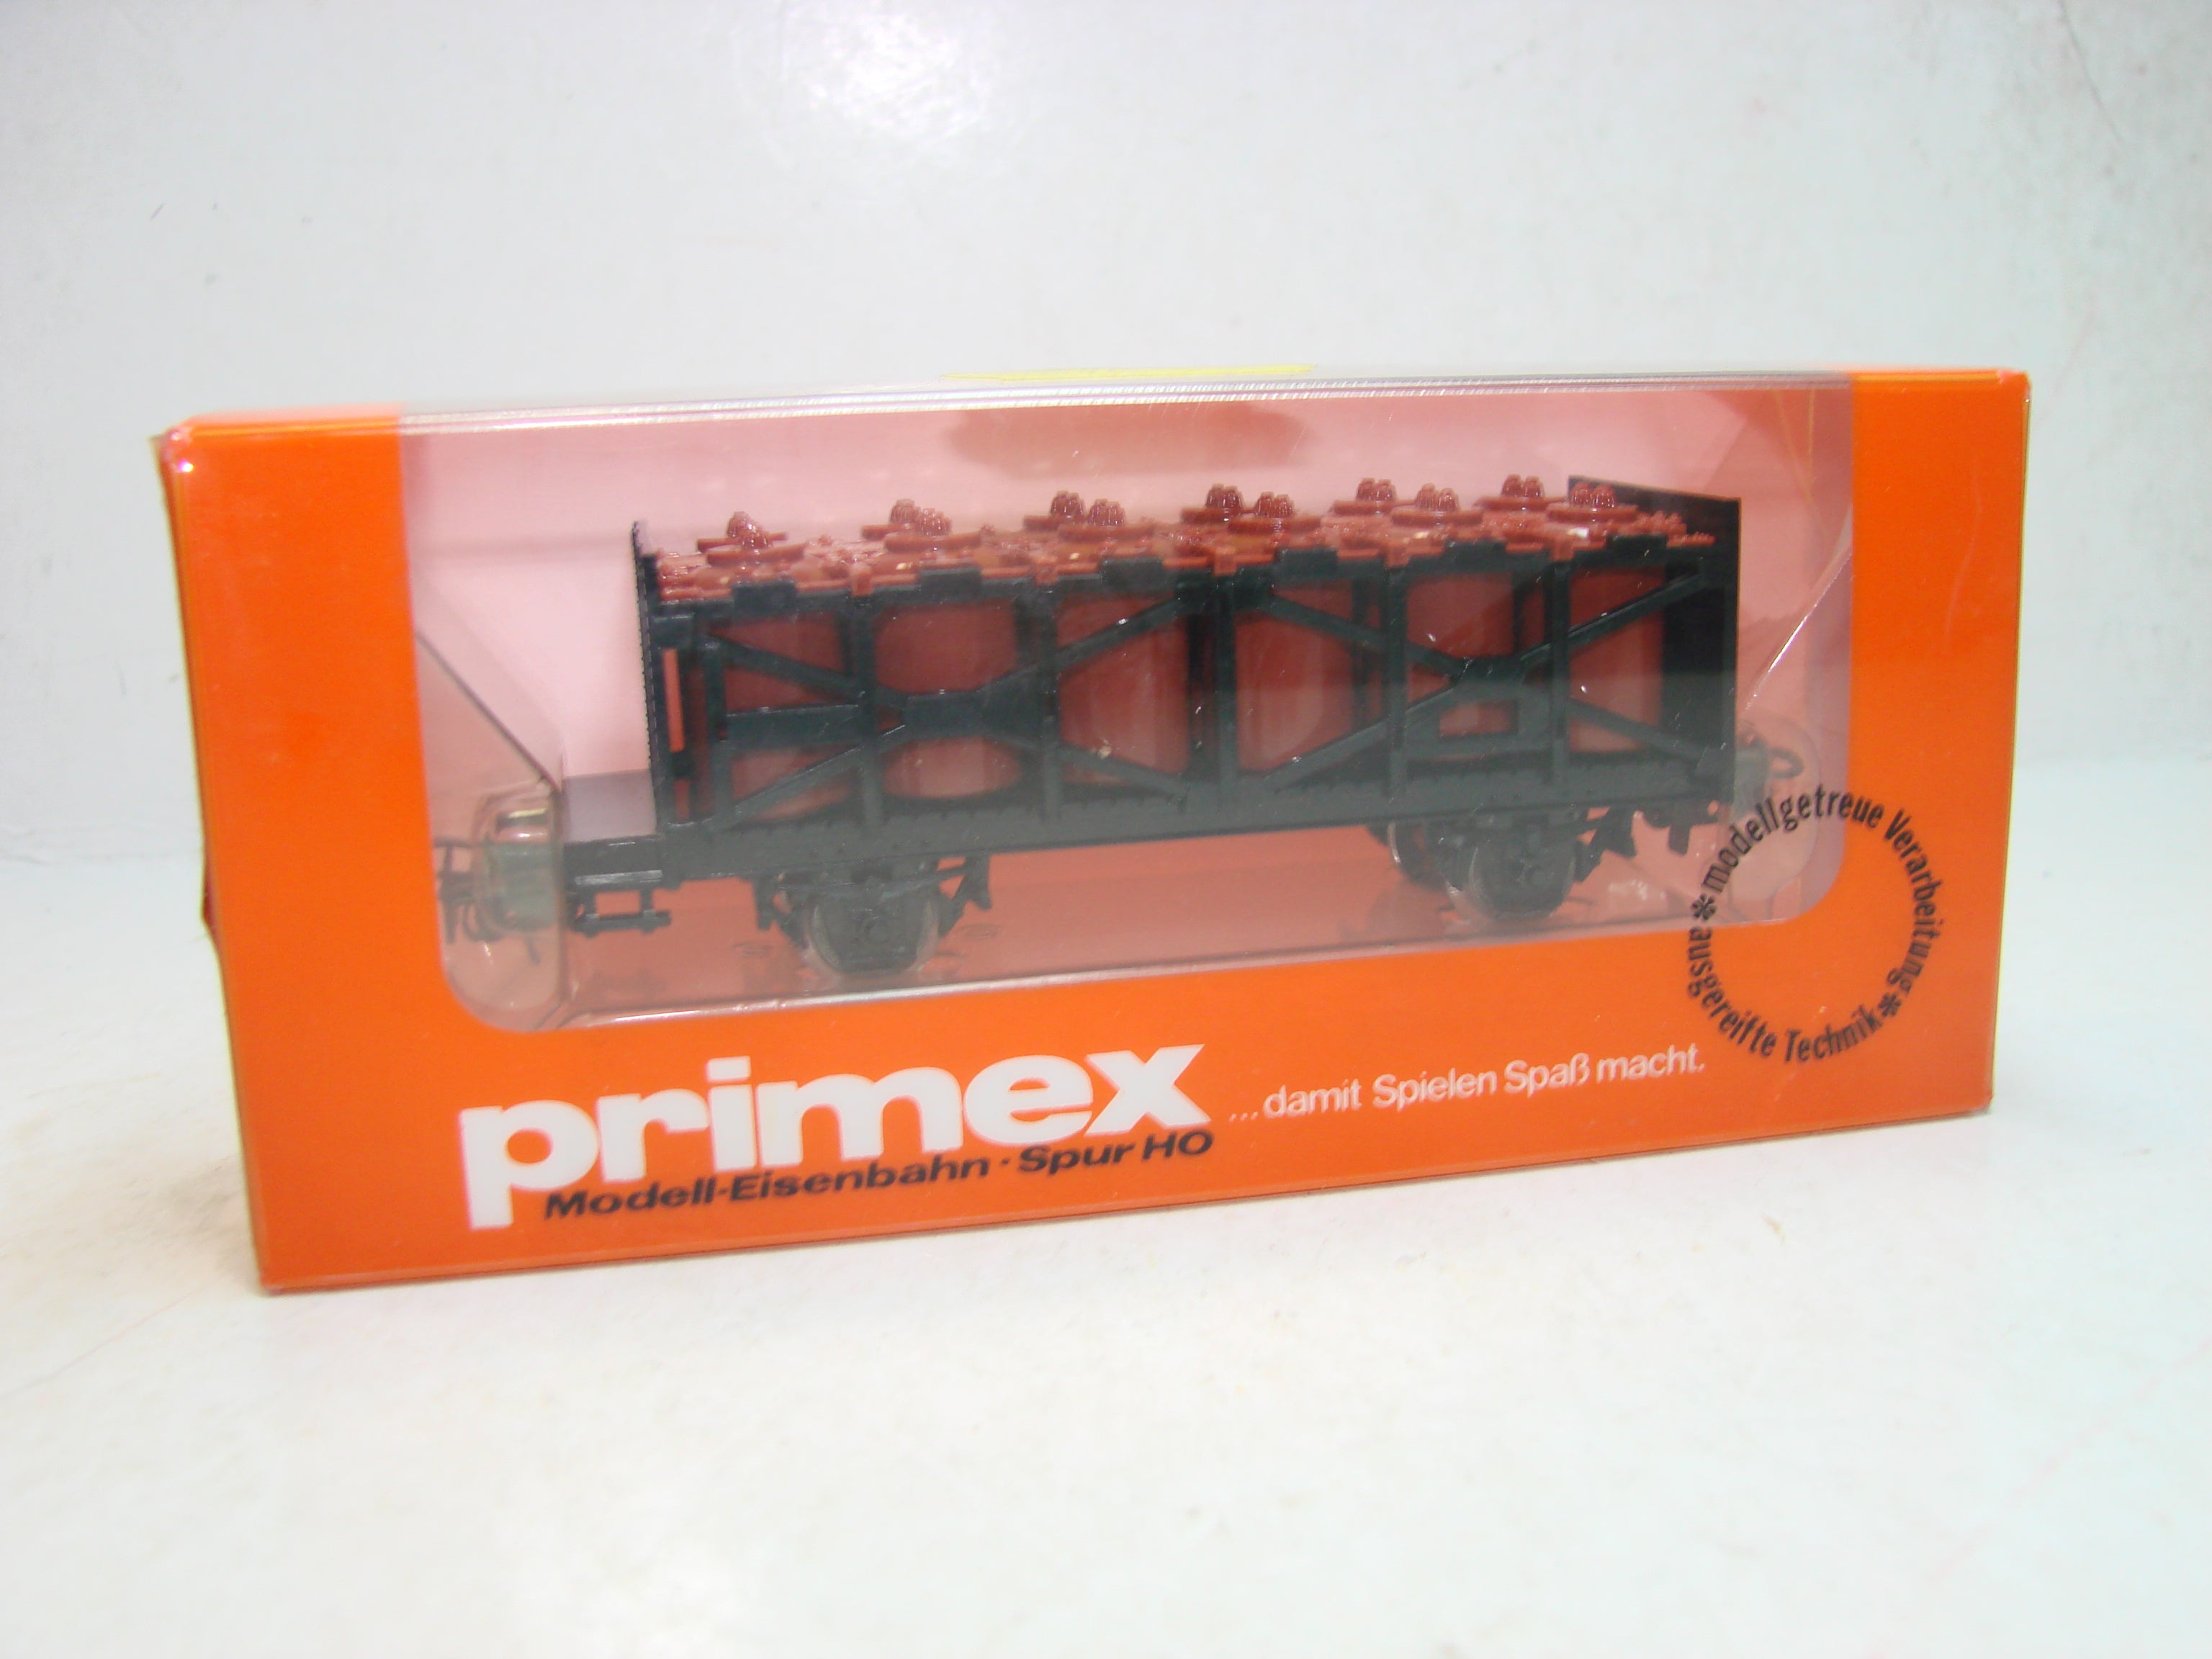 primex
Modell-Eisenbahn · Spur HO
...damit Spielen Spaß macht.
*modellgetreue Verarbeitung*ausgereifte Technik